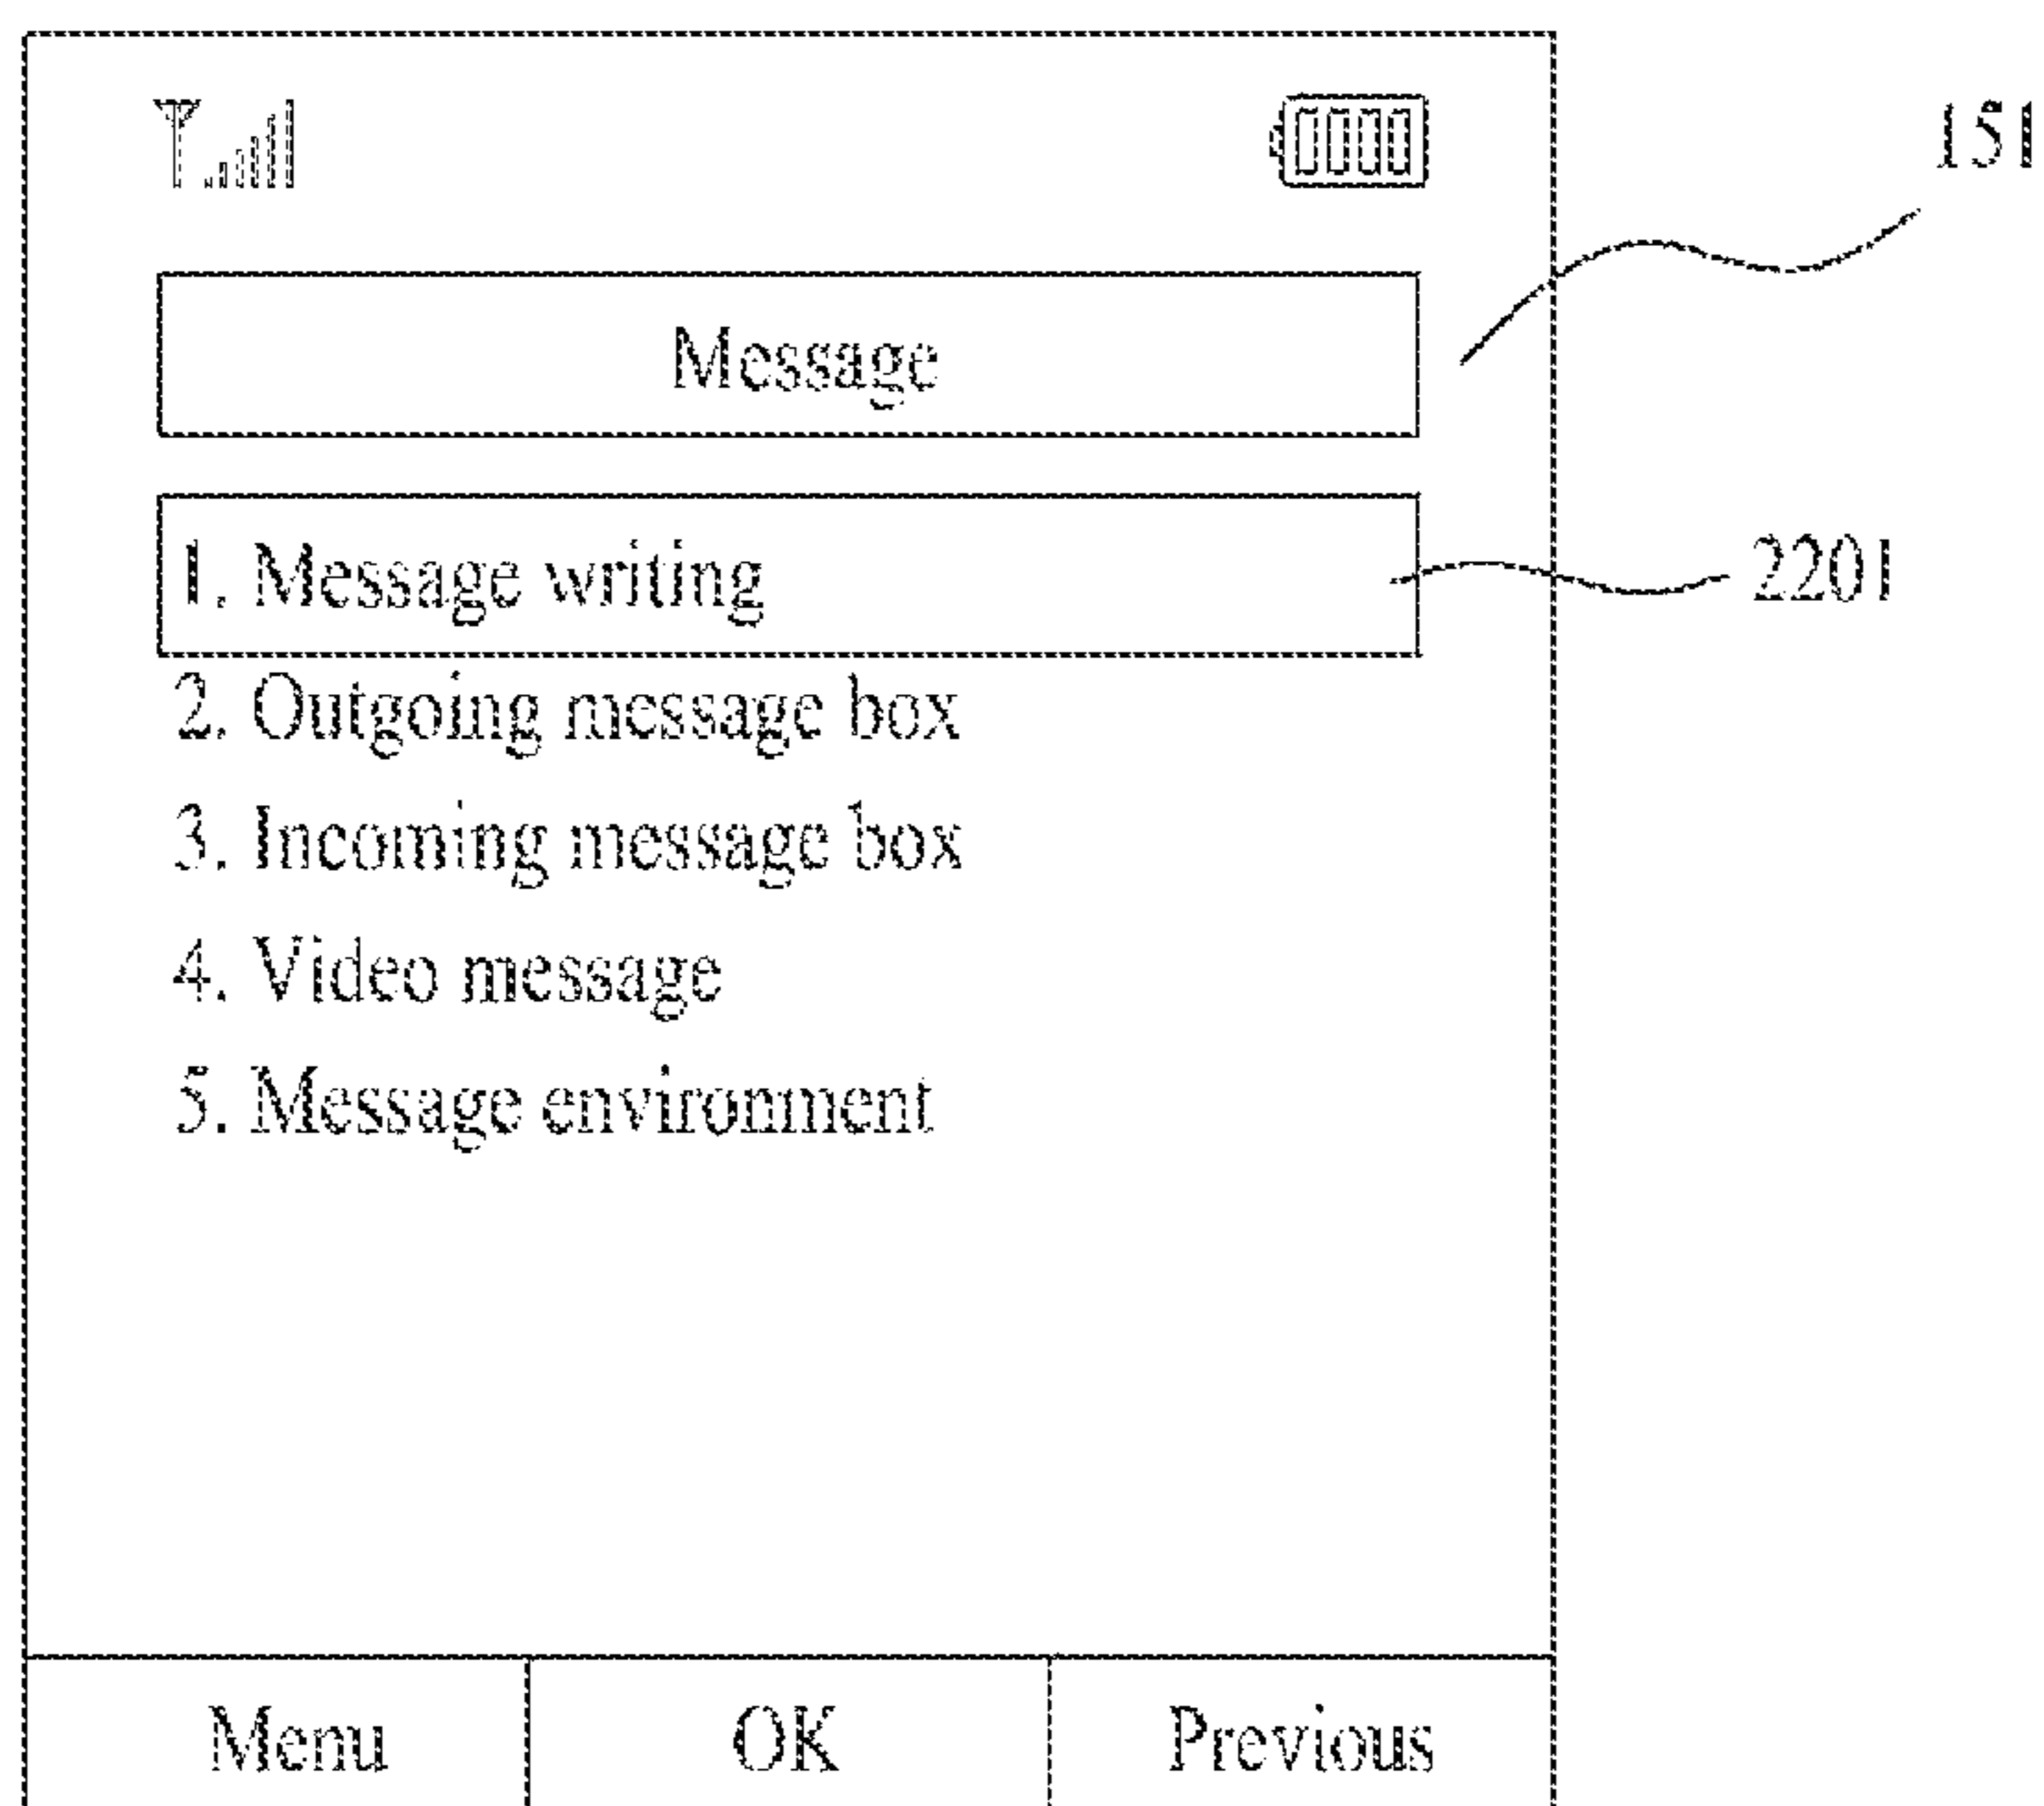 151
Message
1. Message writing
2201
2. Outgoing message box
3. Incoming message box
4. Video message
5. Message environment
Menu OK Previous